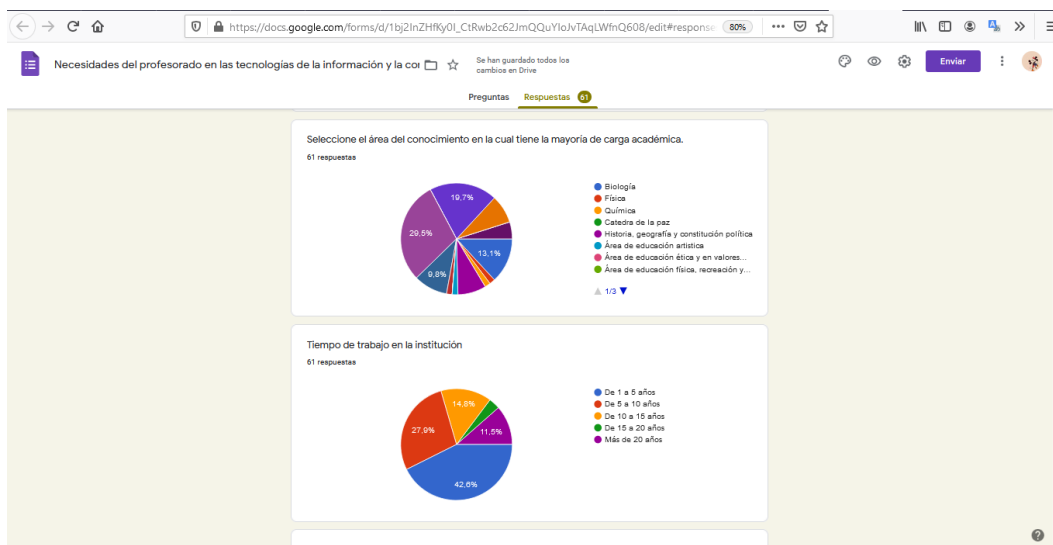 https://docs.google.com/forms/d/1bj2InZHfKy0I_CtRwb2c62JmQQuYIoJvTAqLWfnQ608/edit#response
80%
Necesidades del profesorado en las tecnologías de la información y la cor
Se han guardado todos los
cambios en Drive
Enviar
Preguntas
Respuestas 61
Seleccione el área del conocimiento en la cual tiene la mayoría de carga académica.
61 respuestas
19,7%
29,5%
13,1%
9,8%
Biología
Física
Química
Catedra de la paz
Historia, geografía y constitución política
Área de educación artistica
Área de educación ética y en valores...
Área de educación física, recreación y...
1/3
Tiempo de trabajo en la institución
61 respuestas
14,8%
27,9%
11,5%
42,6%
De 1 a 5 años
De 5 a 10 años
De 10 a 15 años
De 15 a 20 años
Más de 20 años